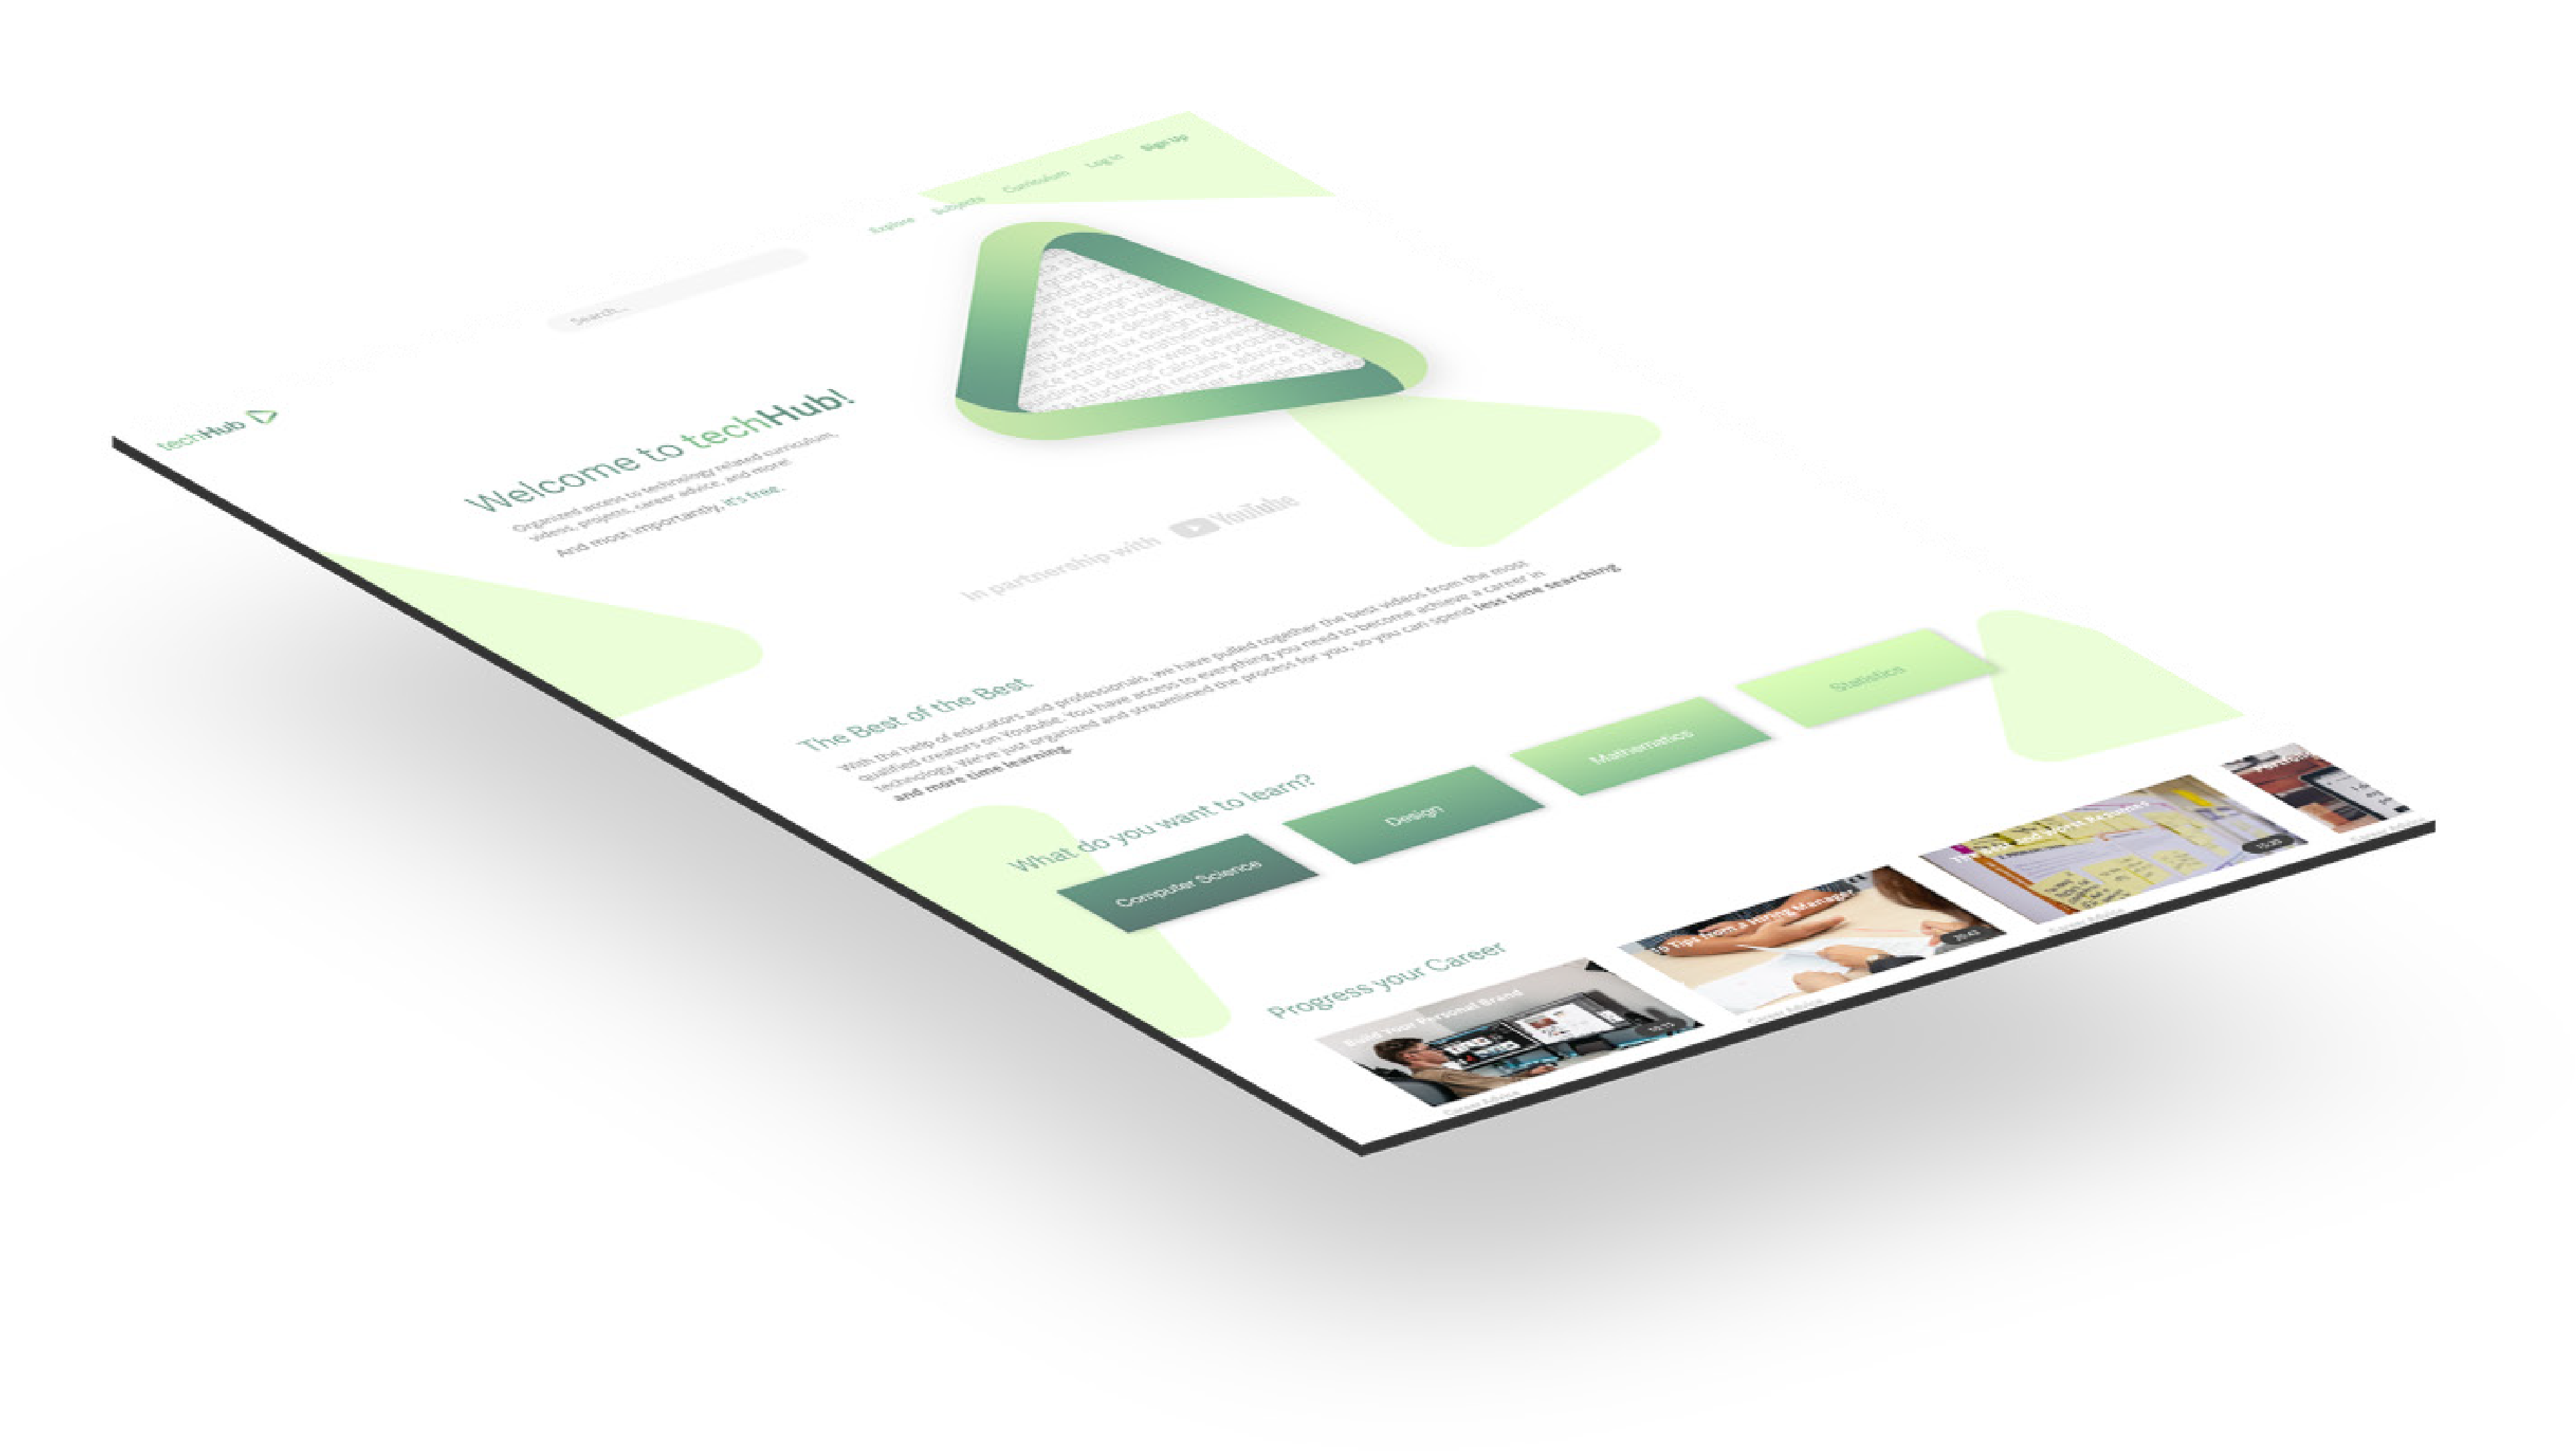 techHub
Search...
Explore Subjects Curriculum Log In Sign Up
Welcome to techHub!
Organized access to technology related curriculum,
videos, projects, career advice, and more!
And most importantly, it's free.
In partnership with YouTube
The Best of the Best
With the help of educators and professionals, we have pulled together the best videos from the most
qualified creators on Youtube. You have access to everything you need to become achieve a career in
technology. We've just organized and streamlined the process for you, so you can spend less time searching
and more time learning.
What do you want to learn?
Computer Science
Design
Mathematics
Statistics
Progress your Career
Build Your Personal Brand
Career Advice
Tips from a Hiring Manager
20:43
Career Advice
and Worst Resumes
15:20
Career Advice
Career Advice